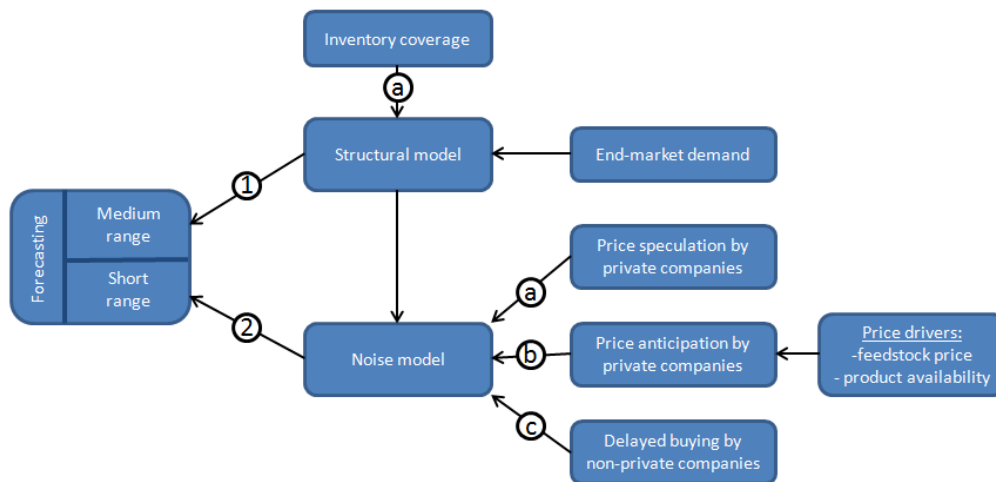 Inventory coverage
a
Structural model
End-market demand
1
Forecasting
Medium
range
Short
range
Price speculation by
private companies
a
2
Noise model
b
Price anticipation by
private companies
Price drivers:
-feedstock price
- product availability
c
Delayed buying by
non-private companies